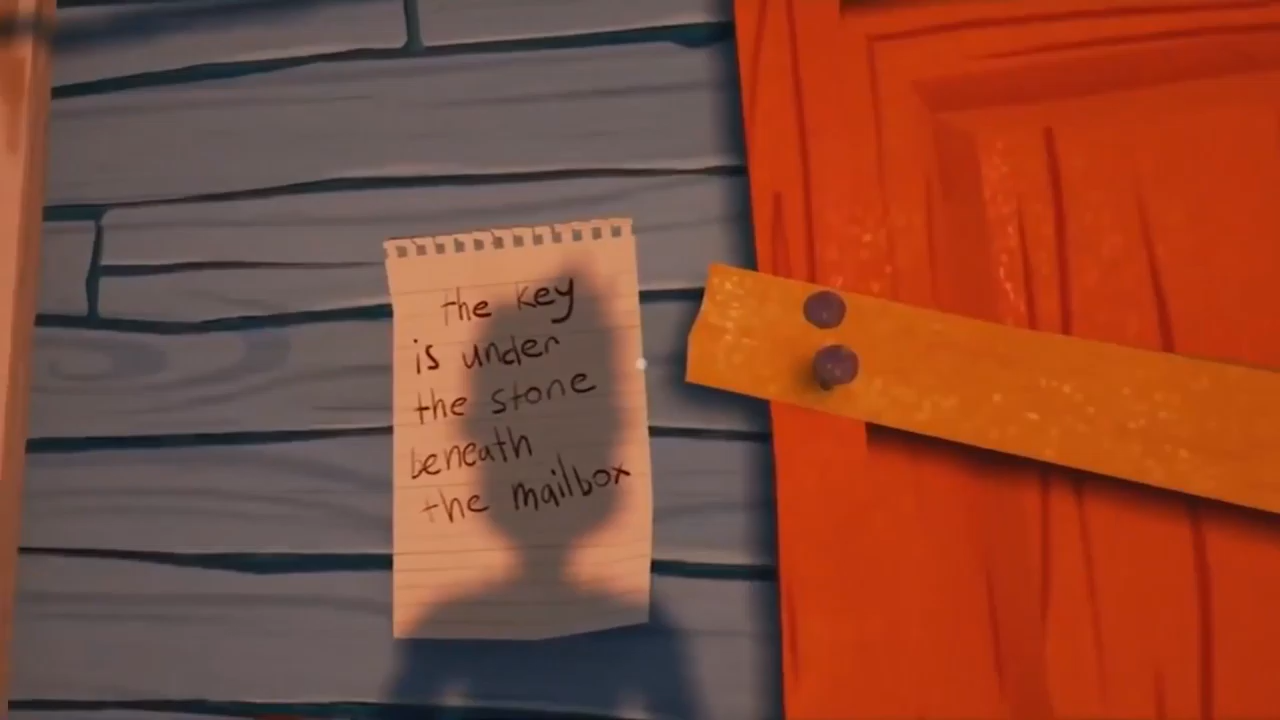 the key
is under
the stone
beneath
the mailbox